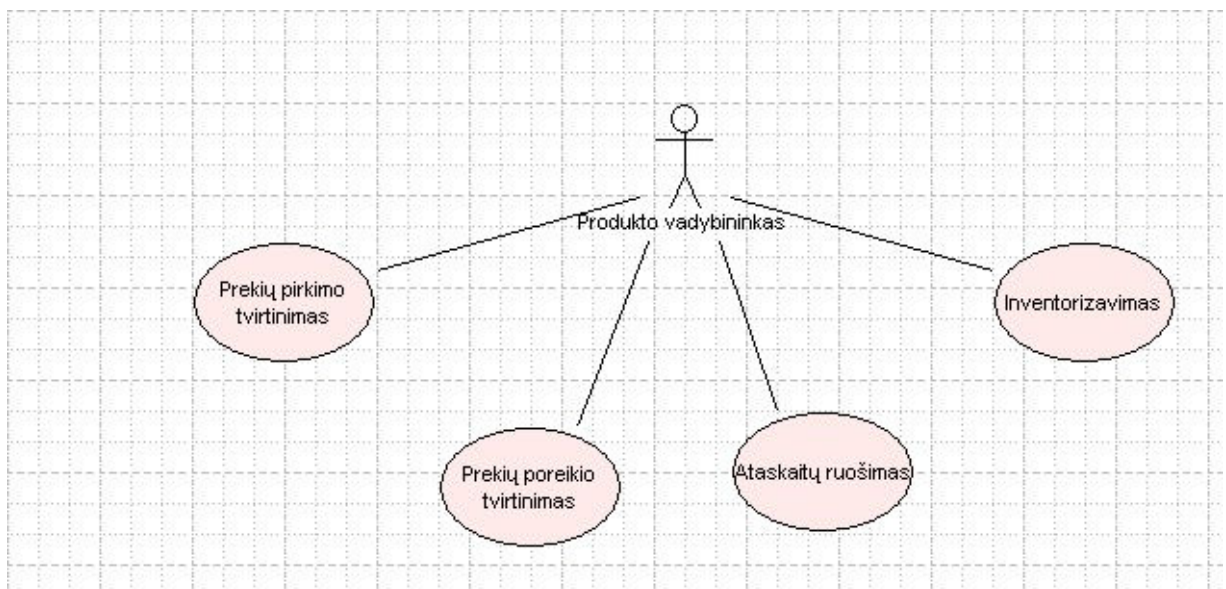 Produkto vadybininkas
Prekių pirkimo
tvirtinimas
Inventorizavimas
Prekių poreikio
tvirtinimas
Ataskaitų ruošimas